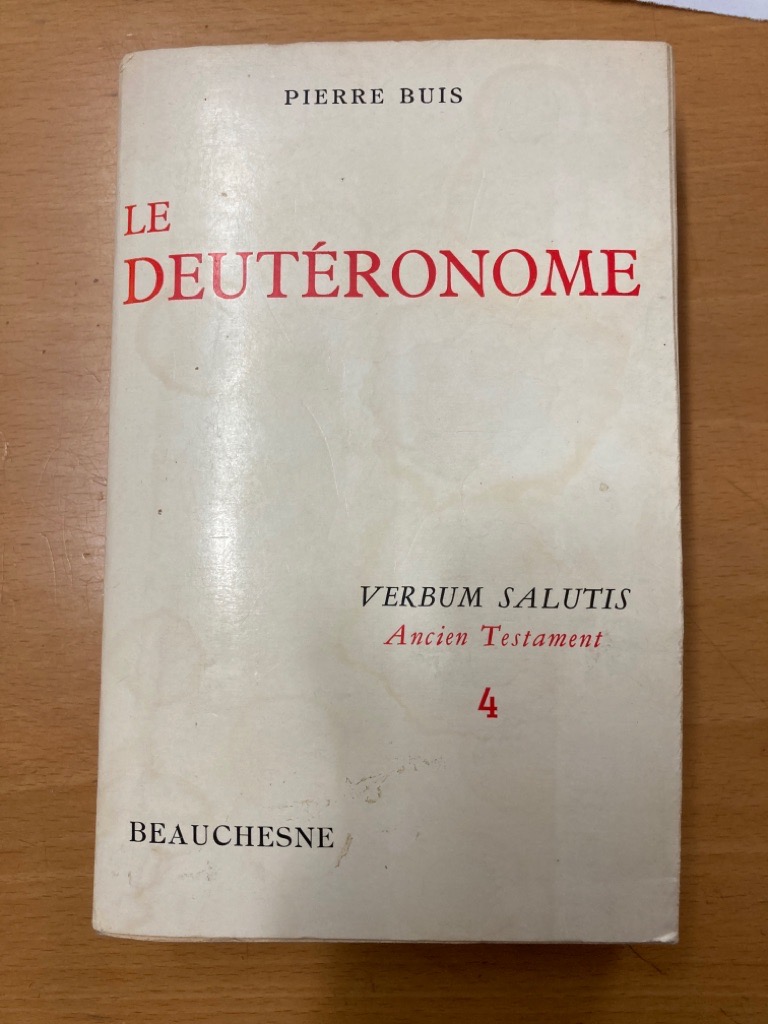 PIERRE BUIS
LE
DEUTÉRONOME
VERBUM SALUTIS
Ancien Testament
4
BEAUCHESNE